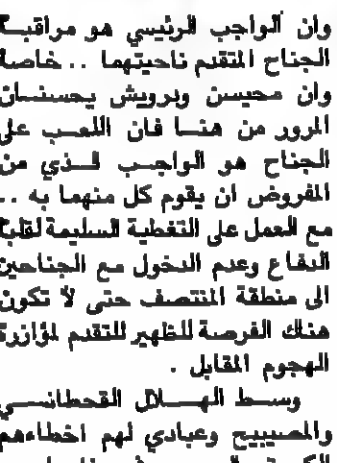 وان الواجب الرئيسي هو مراقبة
الجناح المتقدم ناحيتهما .. خاصة
وان محيسن ودرويش يحسنان
المرور من هنا فان اللعب على
الجناح هو الواجب الذي من
المفروض ان يقوم كل منهما به ..
مع العمل على التغطية السليمة لقلب
الدفاع وعدم الدخول مع الجناحين
الى منطقة المنتصف حتى لا تكون
هناك الفرصة للظهير للتقدم لمؤازرة
الهجوم المقابل .
وسط الهلال القحطاني
والمصيبيح وعبادي لهم اخطاءهم